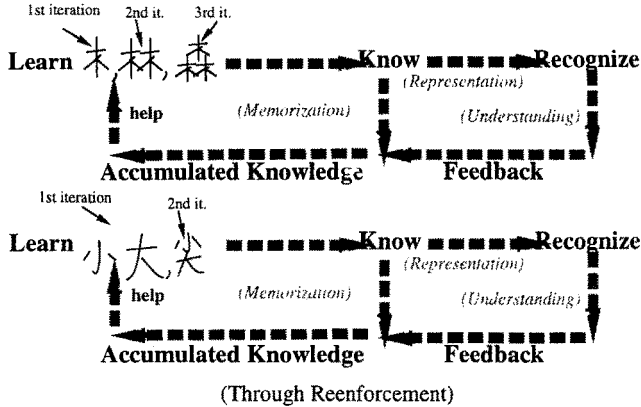 1st iteration 2nd it. 3rd it.
Learn 木, 林, 森 Know Recognize
(Representation)
help (Memorization) (Understanding)
Accumulated Knowledge Feedback
1st iteration 2nd it.
Learn 小 大, 尖 Know Recognize
(Representation)
help (Memorization) (Understanding)
Accumulated Knowledge Feedback
(Through Reenforcement)